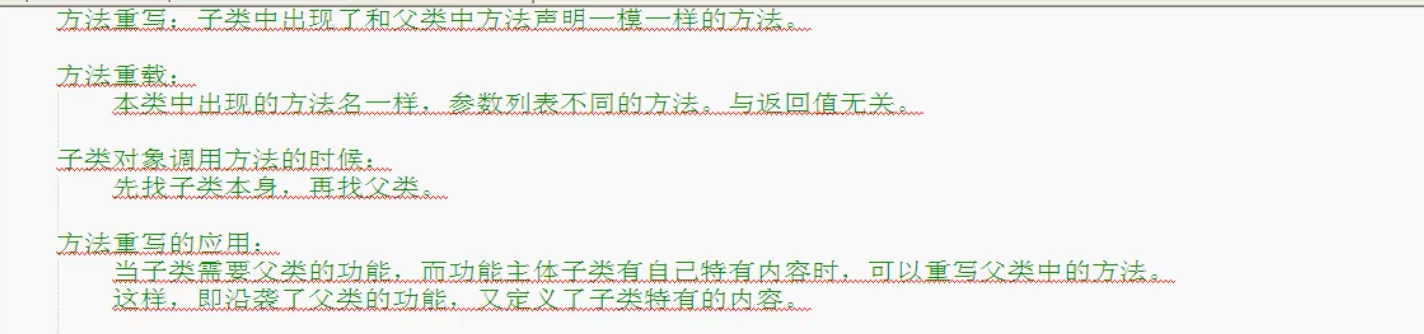 方法重写：子类中出现了和父类中方法声明一模一样的方法。
方法重载：
本类中出现的方法名一样，参数列表不同的方法。与返回值无关。
子类对象调用方法的时候：
先找子类本身，再找父类。
方法重写的应用：
当子类需要父类的功能，而功能主体子类有自己特有内容时，可以重写父类中的方法。
这样，即沿袭了父类的功能，又定义了子类特有的内容。